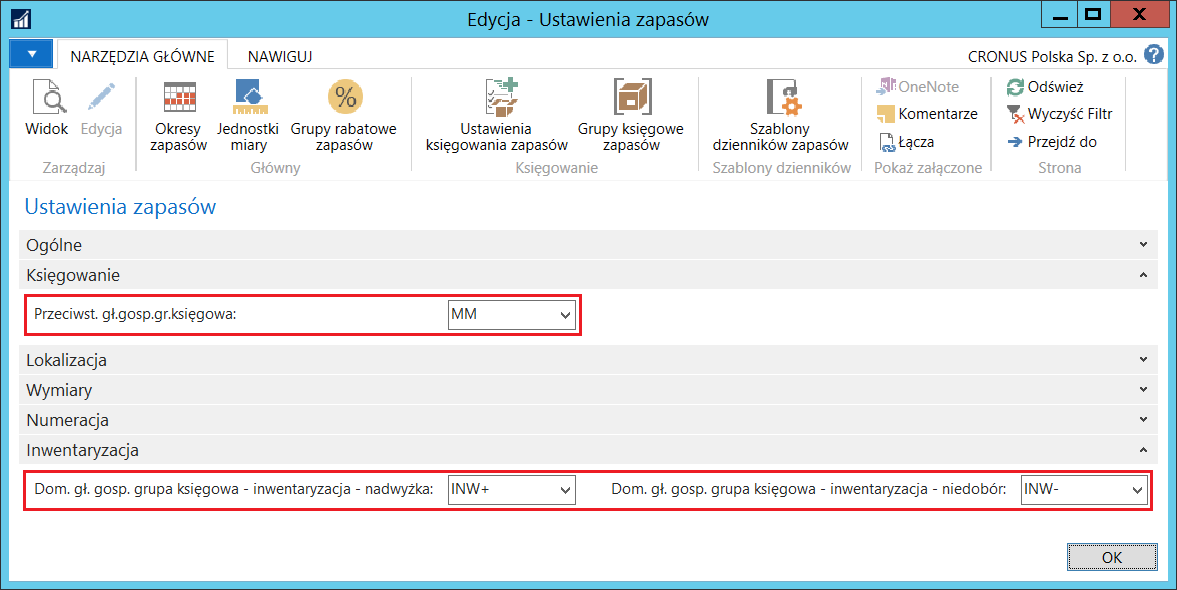 Edycja - Ustawienia zapasów
NARZĘDZIA GŁÓWNE NAWIGUJ CRONUS Polska Sp. z o.o. ?
Widok Edycja
Zarządzaj
Okresy zapasów
Jednostki miary
Grupy rabatowe zapasów
Główny
Ustawienia księgowania zapasów
Grupy księgowe zapasów
Księgowanie
Szablony dzienników zapasów
Szablony dzienników
OneNote
Komentarze
Łącza
Pokaż załączone
Odśwież
Wyczyść Filtr
Przejdź do
Strona
Ustawienia zapasów
Ogólne
Księgowanie
Przeciwst. gł.gosp.gr.księgowa: MM
Lokalizacja
Wymiary
Numeracja
Inwentaryzacja
Dom. gł. gosp. grupa księgowa - inwentaryzacja - nadwyżka: INW+ Dom. gł. gosp. grupa księgowa - inwentaryzacja - niedobór: INW-
OK